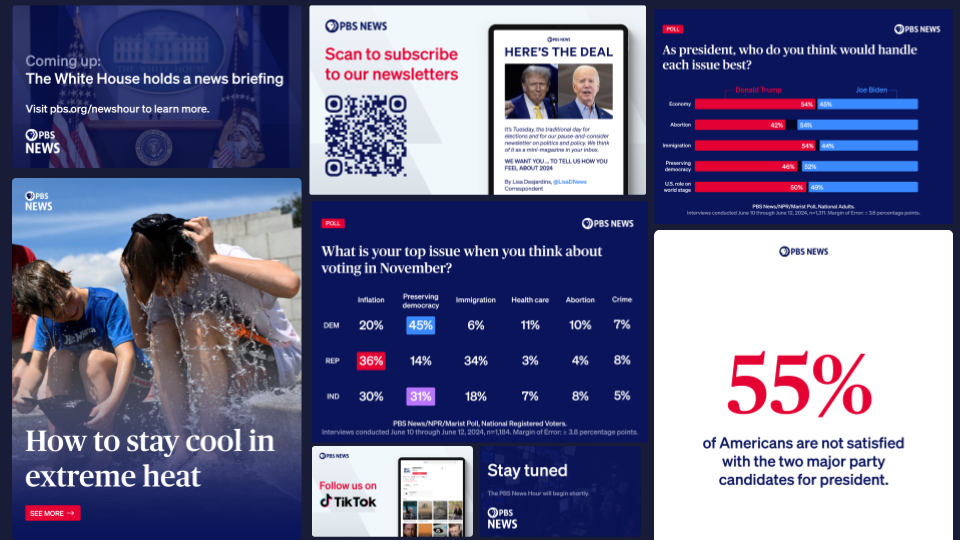 Coming up:
The White House holds a news briefing
Visit pbs.org/newshour to learn more.
PBS
NEWS
PBS NEWS
Scan to subscribe
to our newsletters
PBS NEWS
HERE'S THE DEAL
It's Tuesday, the traditional day for
elections and for our pause-and-consider
newsletter on politics and policy. We think
of it as a mini-magazine in your inbox.
WE WANT YOU ... TO TELL US HOW YOU
FEEL ABOUT 2024
By Lisa Desjardins, @LisaDNews
Correspondent
POLL
PBS NEWS
As president, who do you think would handle
each issue best?
Donald Trump Joe Biden
Economy 54% 45%
Abortion 42% 54%
Immigration 54% 44%
Preserving
democracy 46% 52%
U.S. role on
world stage 50% 49%
PBS News/NPR/Marist Poll, National Adults.
Interviews conducted June 10 through June 12, 2024, n=1,311. Margin of Error: ± 3.8 percentage points.
PBS
NEWS
How to stay cool in
extreme heat
SEE MORE →
POLL
PBS NEWS
What is your top issue when you think about
voting in November?
Inflation Preserving democracy Immigration Health care Abortion Crime
DEM 20% 45% 6% 11% 10% 7%
REP 36% 14% 34% 3% 4% 8%
IND 30% 31% 18% 7% 8% 5%
PBS News/NPR/Marist Poll, National Registered Voters.
Interviews conducted June 10 through June 12, 2024, n=1,184. Margin of Error: ± 3.8 percentage points.
PBS NEWS
55%
of Americans are not satisfied
with the two major party
candidates for president.
PBS NEWS
Follow us on
TikTok
Stay tuned
The PBS News Hour will begin shortly.
PBS
NEWS